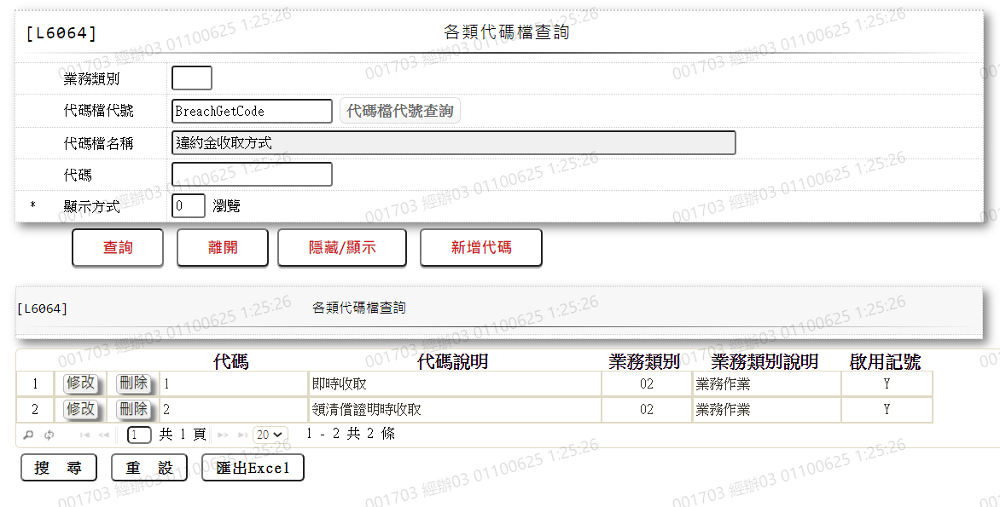 [L6064] 各類代碼檔查詢
業務類別
代碼檔代號 BreachGetCode 代碼檔代號查詢
代碼檔名稱 違約金收取方式
代碼
* 顯示方式 0 瀏覽
查詢 離開 隱藏/顯示 新增代碼
[L6064] 各類代碼檔查詢
代碼 代碼說明 業務類別 業務類別說明 啟用記號
1 修改 刪除 1 即時收取 02 業務作業 Y
2 修改 刪除 2 領清償證明時收取 02 業務作業 Y
1 共 1 頁 20 1 - 2 共 2 條
搜 尋 重 設 匯出Excel
001703 經辦03 01100625 1:25:26